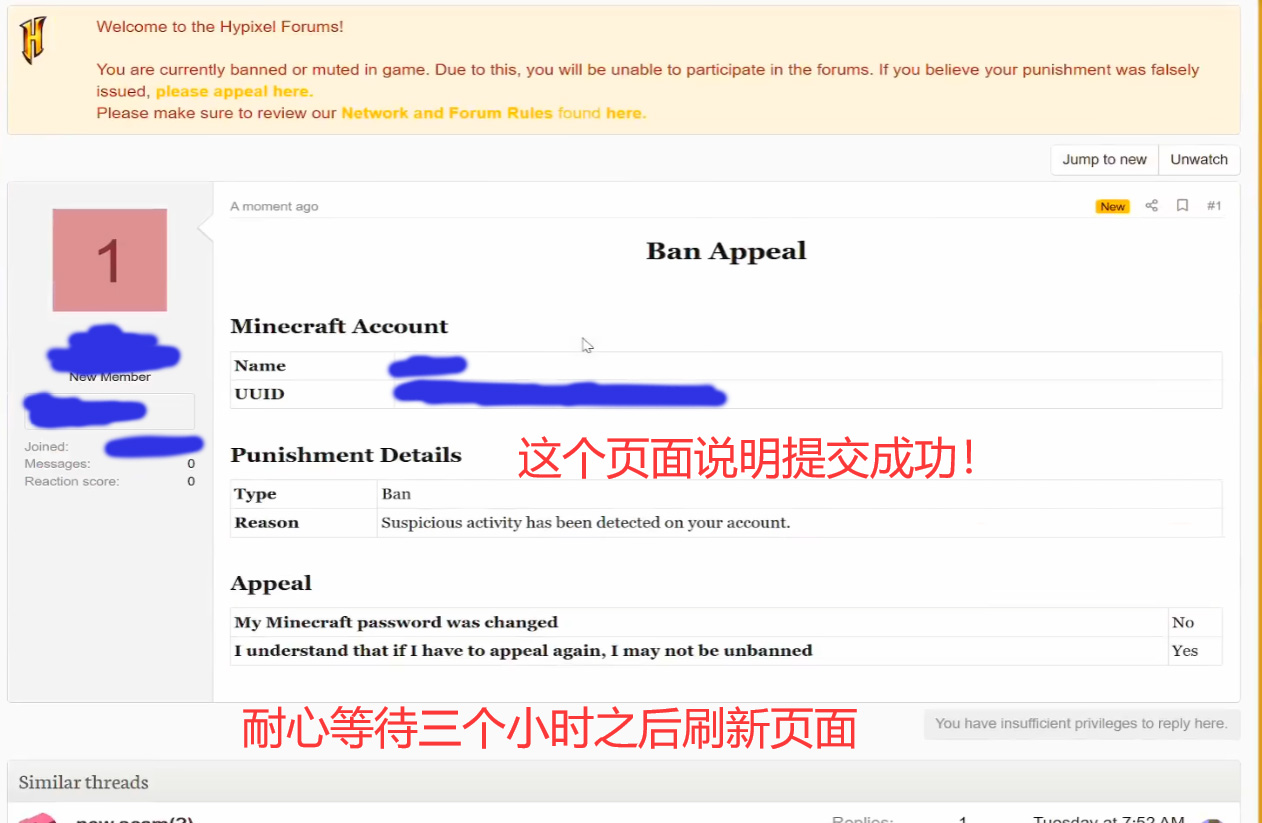 Welcome to the Hypixel Forums!
You are currently banned or muted in game. Due to this, you will be unable to participate in the forums. If you believe your punishment was falsely
issued, please appeal here.
Please make sure to review our Network and Forum Rules found here.
Jump to new
Unwatch
A moment ago
New
#1
1
Ban Appeal
Minecraft Account
Name
UUID
New Member
Joined:
Messages: 0
Reaction score: 0
这个页面说明提交成功！
Punishment Details
Type Ban
Reason Suspicious activity has been detected on your account.
Appeal
My Minecraft password was changed No
I understand that if I have to appeal again, I may not be unbanned Yes
耐心等待三个小时之后刷新页面
You have insufficient privileges to reply here.
Similar threads
new scam(?)
Replies: 1
Tuesday at 7:52 AM